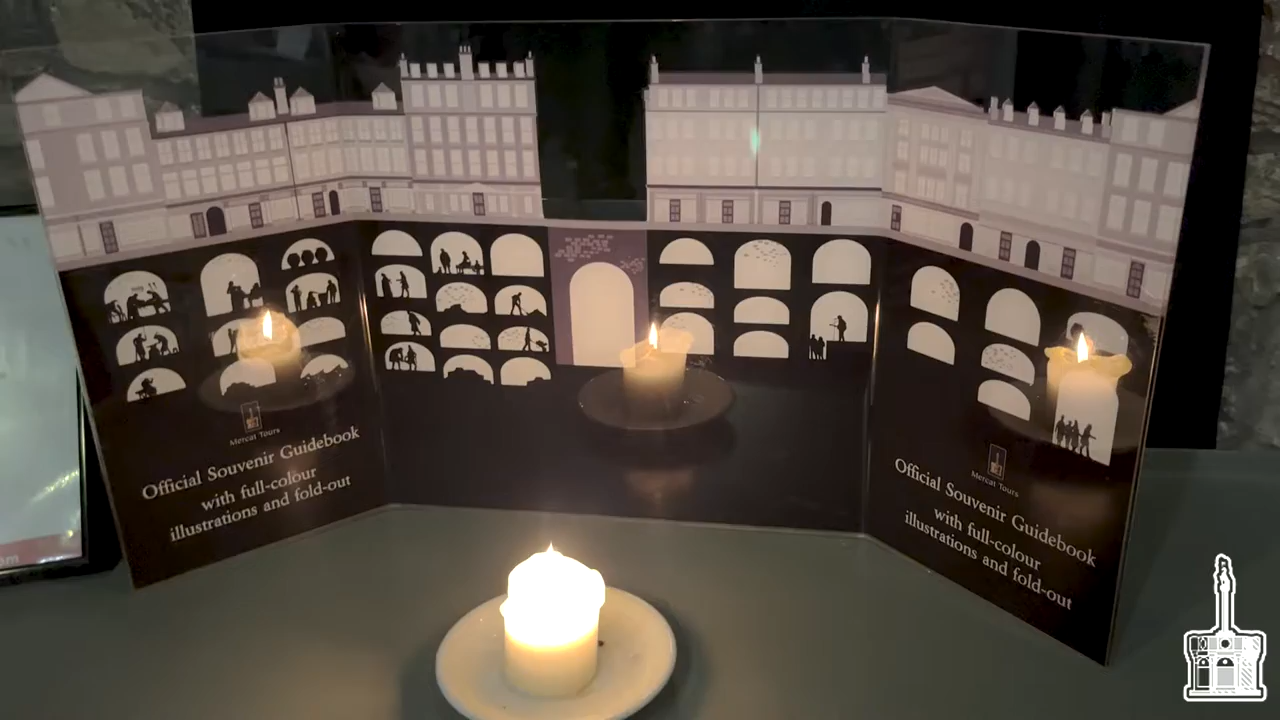 Mercat Tours
Official Souvenir Guidebook
with full-colour
illustrations and fold-out
Mercat Tours
Official Souvenir Guidebook
with full-colour
illustrations and fold-out
om